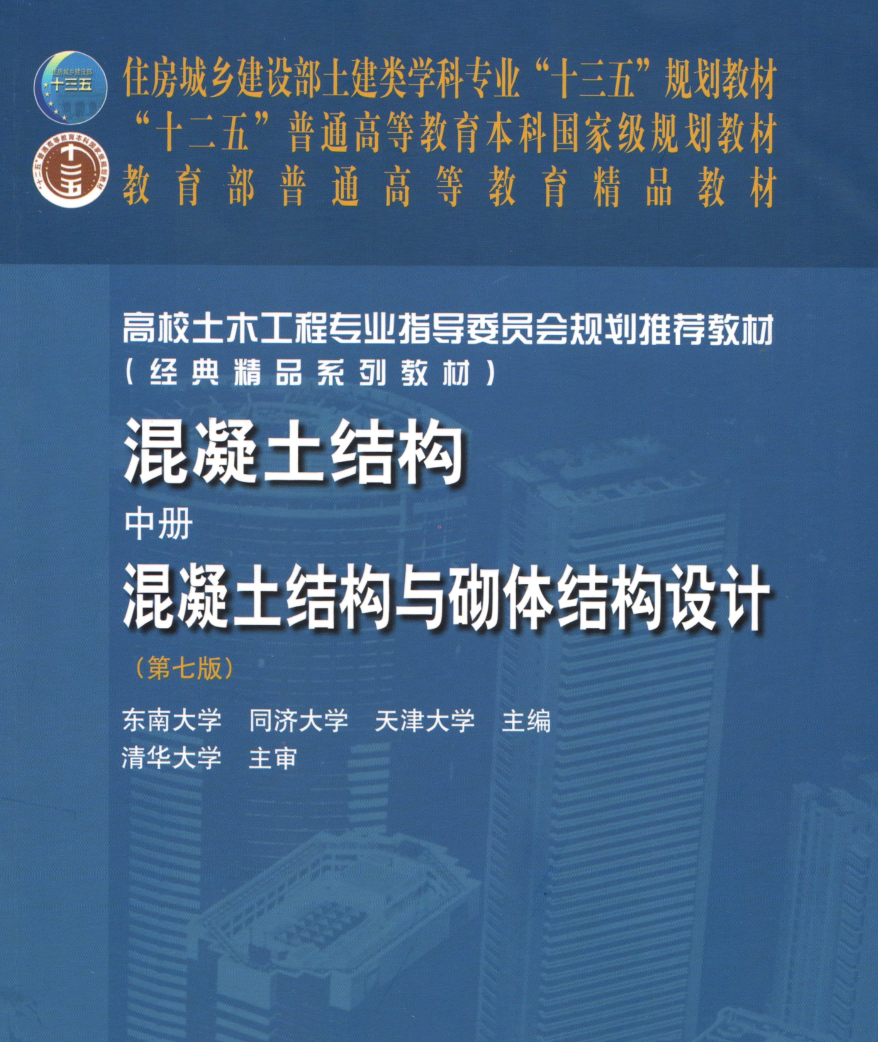 住房城乡建设部土建类学科专业“十三五”规划教材
“十二五”普通高等教育本科国家级规划教材
教育部普通高等教育精品教材
十三五
高校土木工程专业指导委员会规划推荐教材
(经典精品系列教材)
混凝土结构
中册
混凝土结构与砌体结构设计
(第七版)
东南大学 同济大学 天津大学 主编
清华大学 主审